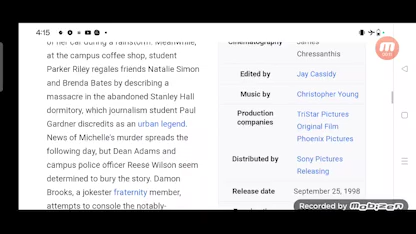 4:15
of her car during a rainstorm. Meanwhile,
at the campus coffee shop, student
Parker Riley regales friends Natalie Simon
and Brenda Bates by describing a
massacre in the abandoned Stanley Hall
dormitory, which journalism student Paul
Gardner discredits as an urban legend.
News of Michelle's murder spreads the
following day, but Dean Adams and
campus police officer Reese Wilson seem
determined to bury the story. Damon
Brooks, a jokester fraternity member,
attempts to console the notably-
Cinematography James
Chressanthis
Edited by Jay Cassidy
Music by Christopher Young
Production TriStar Pictures
companies Original Film
Phoenix Pictures
Distributed by Sony Pictures
Releasing
Release date September 25, 1998
Recorded by Mobizen